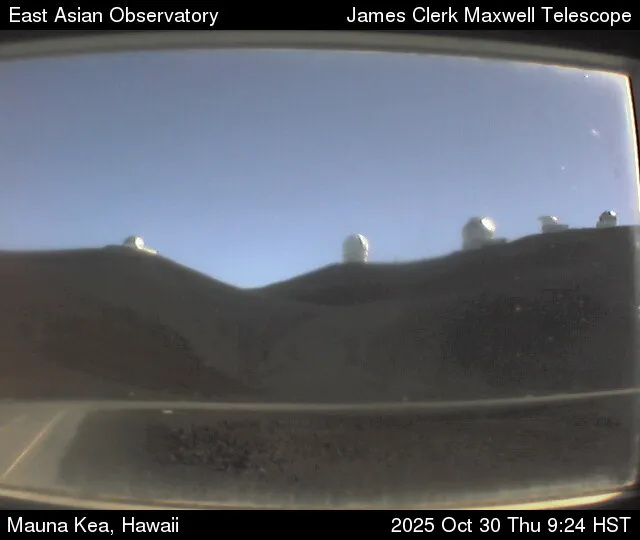 East Asian Observatory
James Clerk Maxwell Telescope
Mauna Kea, Hawaii
2025 Oct 30 Thu 9:24 HST